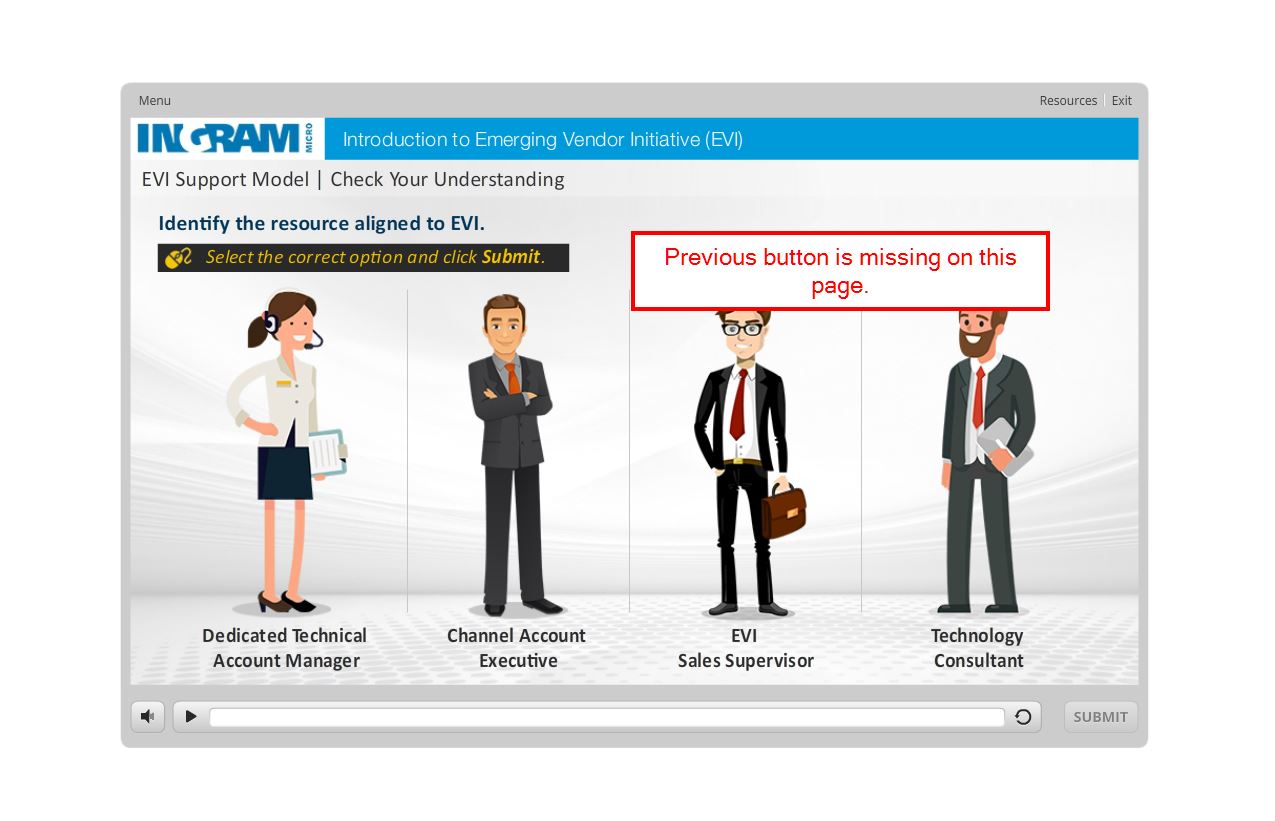 Menu
Resources | Exit
INGRAM MICRO
Introduction to Emerging Vendor Initiative (EVI)
EVI Support Model | Check Your Understanding
Identify the resource aligned to EVI.
Select the correct option and click Submit.
Previous button is missing on this
page.
Dedicated Technical
Account Manager
Channel Account
Executive
EVI
Sales Supervisor
Technology
Consultant
SUBMIT